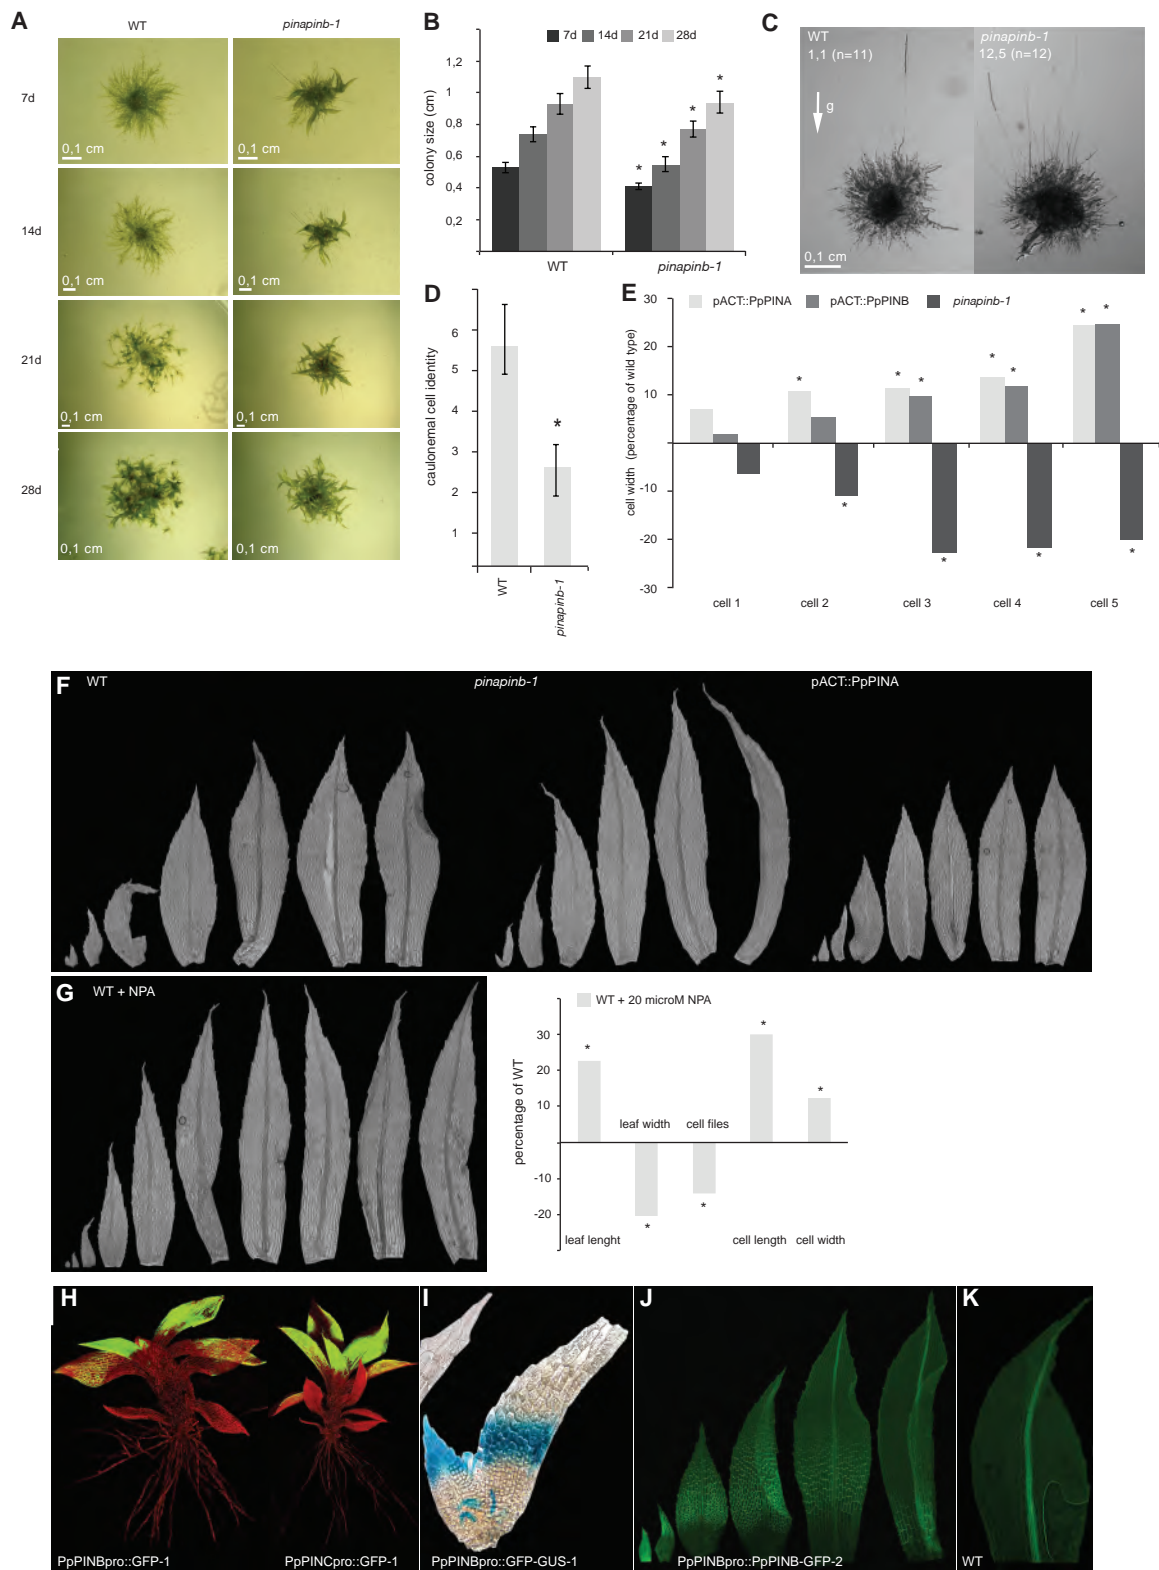 A
WT
pinapinb-1
7d
0,1 cm
0,1 cm
14d
0,1 cm
0,1 cm
21d
0,1 cm
0,1 cm
28d
0,1 cm
0,1 cm
B
7d 14d 21d 28d
colony size (cm)
1,2
1
0,8
0,6
0,4
0,2
* * * *
WT
pinapinb-1
C
WT
1,1 (n=11)
pinapinb-1
12,5 (n=12)
g
0,1 cm
D
caulonemal cell identity
6
5
4
3
2
1
*
WT
pinapinb-1
E
pACT::PpPINA pACT::PpPINB pinapinb-1
cell width (percentage of wild type)
30
20
10
-10
-20
-30
* * * * * * *
* * * *
cell 1 cell 2 cell 3 cell 4 cell 5
F
WT
pinapinb-1
pACT::PpPINA
G
WT + NPA
WT + 20 microM NPA
percentage of WT
30
20
10
-10
-20
* * * * *
leaf width cell files
leaf lenght cell length cell width
H
PpPINBpro::GFP-1
PpPINCpro::GFP-1
I
PpPINBpro::GFP-GUS-1
J
PpPINBpro::PpPINB-GFP-2
K
WT